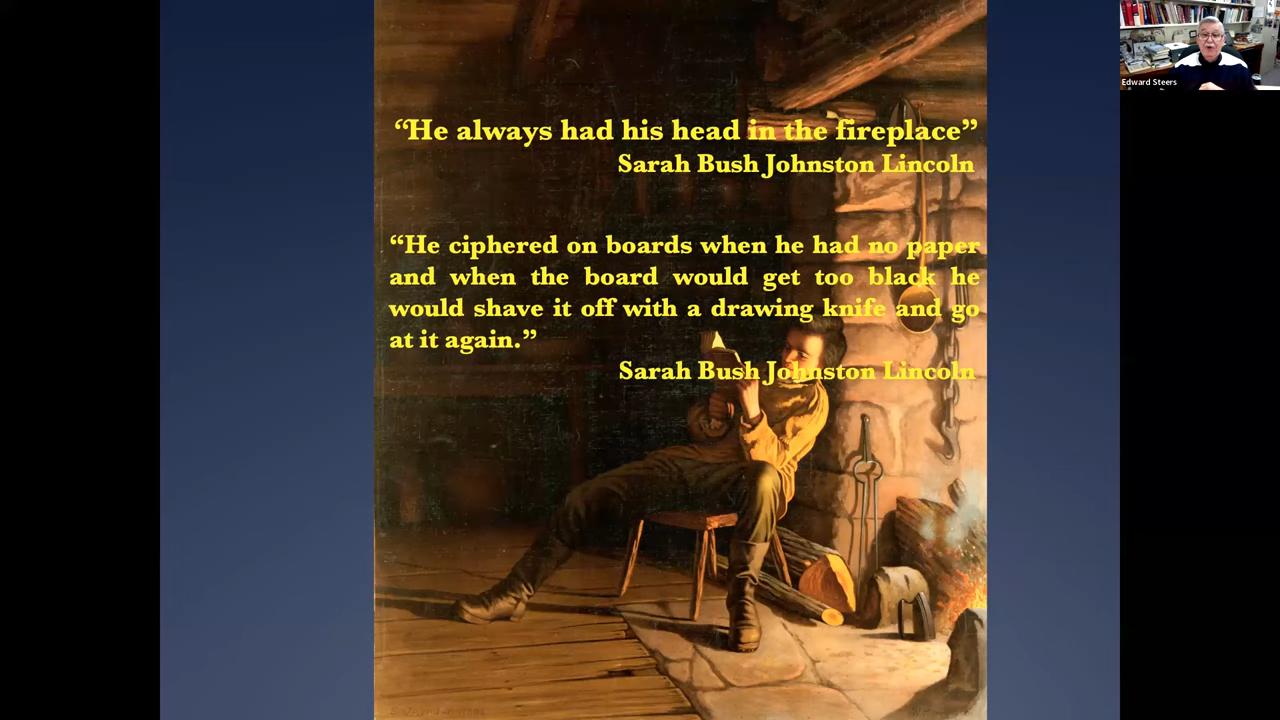 Edward Steers
“He always had his head in the fireplace”
Sarah Bush Johnston Lincoln
“He ciphered on boards when he had no paper
and when the board would get too black he
would shave it off with a drawing knife and go
at it again.”
Sarah Bush Johnston Lincoln